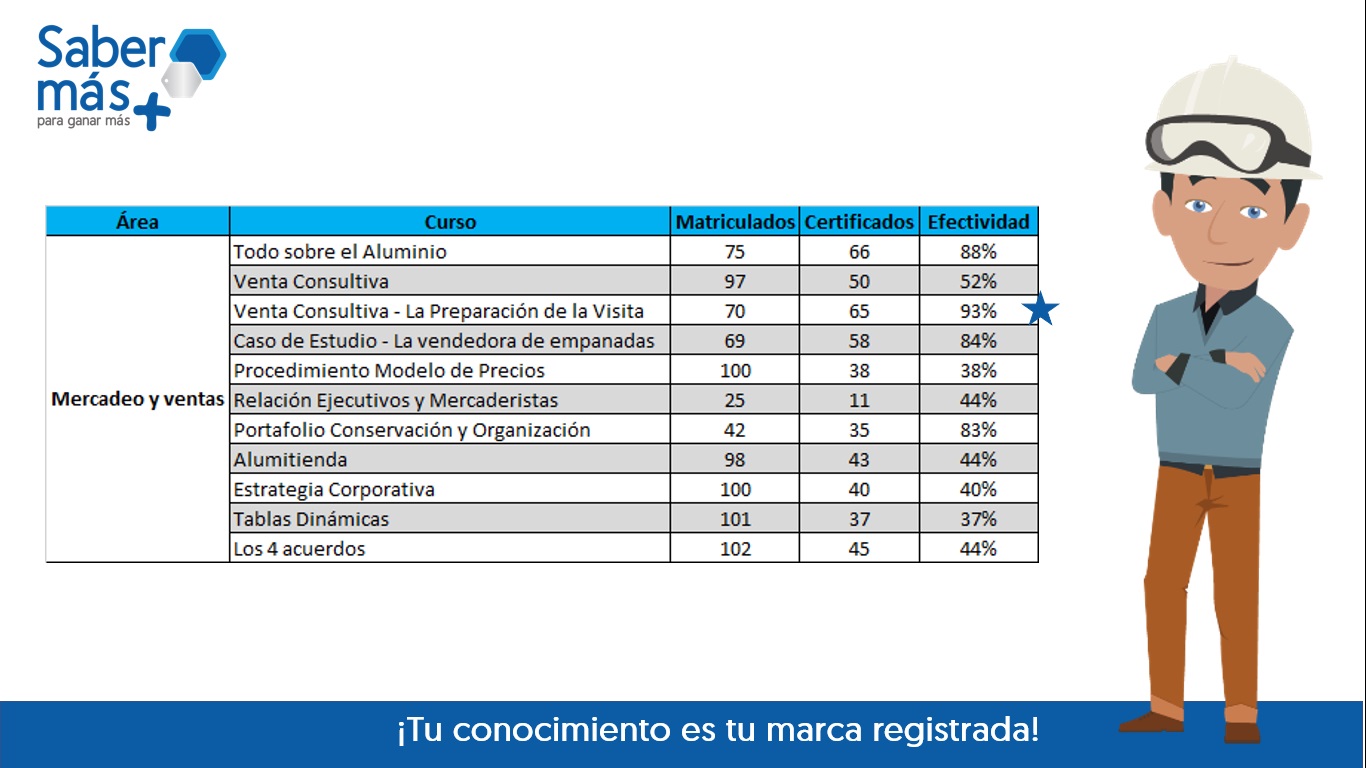 Saber
más
para ganar más
Área Curso Matriculados Certificados Efectividad
Todo sobre el Aluminio 75 66 88%
Venta Consultiva 97 50 52%
Venta Consultiva - La Preparación de la Visita 70 65 93%
Caso de Estudio - La vendedora de empanadas 69 58 84%
Procedimiento Modelo de Precios 100 38 38%
Mercadeo y ventas Relación Ejecutivos y Mercaderistas 25 11 44%
Portafolio Conservación y Organización 42 35 83%
Alumitienda 98 43 44%
Estrategia Corporativa 100 40 40%
Tablas Dinámicas 101 37 37%
Los 4 acuerdos 102 45 44%
¡Tu conocimiento es tu marca registrada!